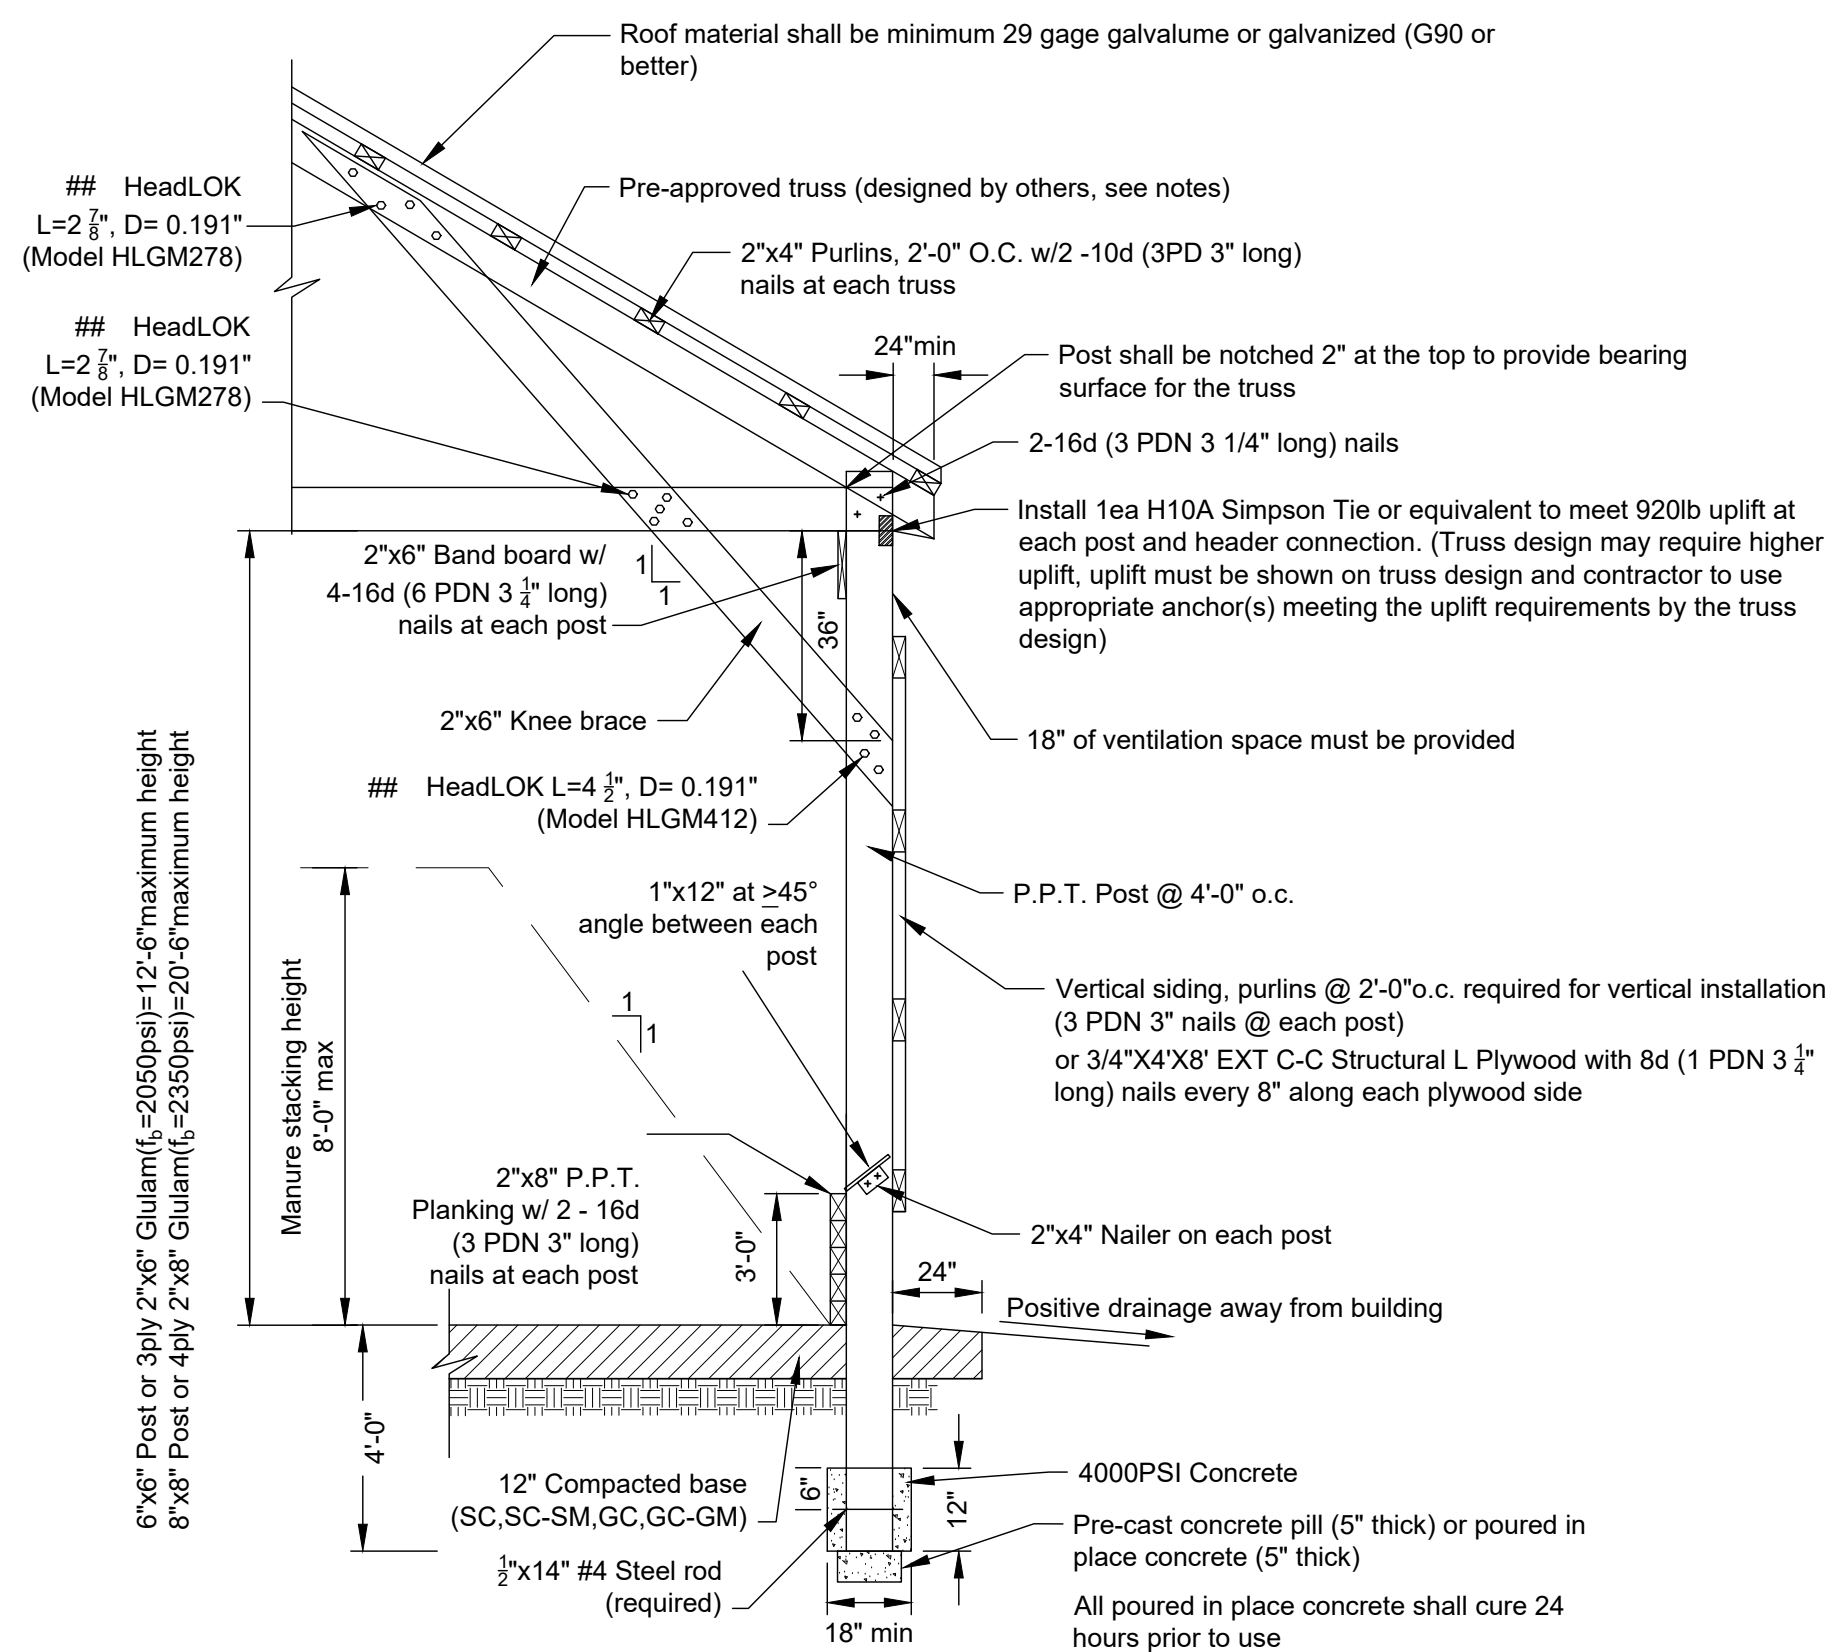 Roof material shall be minimum 29 gage galvalume or galvanized (G90 or
better)
## HeadLOK
L=2 7/8", D= 0.191"
(Model HLGM278)
Pre-approved truss (designed by others, see notes)
2"x4" Purlins, 2'-0" O.C. w/2 -10d (3PD 3" long)
nails at each truss
## HeadLOK
L=2 7/8", D= 0.191"
(Model HLGM278)
24"min
Post shall be notched 2" at the top to provide bearing
surface for the truss
2-16d (3 PDN 3 1/4" long) nails
Install 1ea H10A Simpson Tie or equivalent to meet 920lb uplift at
each post and header connection. (Truss design may require higher
uplift, uplift must be shown on truss design and contractor to use
appropriate anchor(s) meeting the uplift requirements by the truss
design)
2"x6" Band board w/
4-16d (6 PDN 3 1/4" long)
nails at each post
1
1
36"
2"x6" Knee brace
18" of ventilation space must be provided
## HeadLOK L=4 1/2", D= 0.191"
(Model HLGM412)
6"x6" Post or 3ply 2"x6" Glulam(fb=2050psi)=12'-6"maximum height
8"x8" Post or 4ply 2"x8" Glulam(fb=2350psi)=20'-6"maximum height
Manure stacking height
8'-0" max
1"x12" at ≥45°
angle between each
post
P.P.T. Post @ 4'-0" o.c.
1
1
Vertical siding, purlins @ 2'-0"o.c. required for vertical installation
(3 PDN 3" nails @ each post)
or 3/4"X4'X8' EXT C-C Structural L Plywood with 8d (1 PDN 3 1/4"
long) nails every 8" along each plywood side
2"x8" P.P.T.
Planking w/ 2 - 16d
(3 PDN 3" long)
nails at each post
3'-0"
2"x4" Nailer on each post
24"
Positive drainage away from building
4'-0"
12" Compacted base
(SC,SC-SM,GC,GC-GM)
6"
12"
4000PSI Concrete
1/2"x14" #4 Steel rod
(required)
Pre-cast concrete pill (5" thick) or poured in
place concrete (5" thick)
18" min
All poured in place concrete shall cure 24
hours prior to use